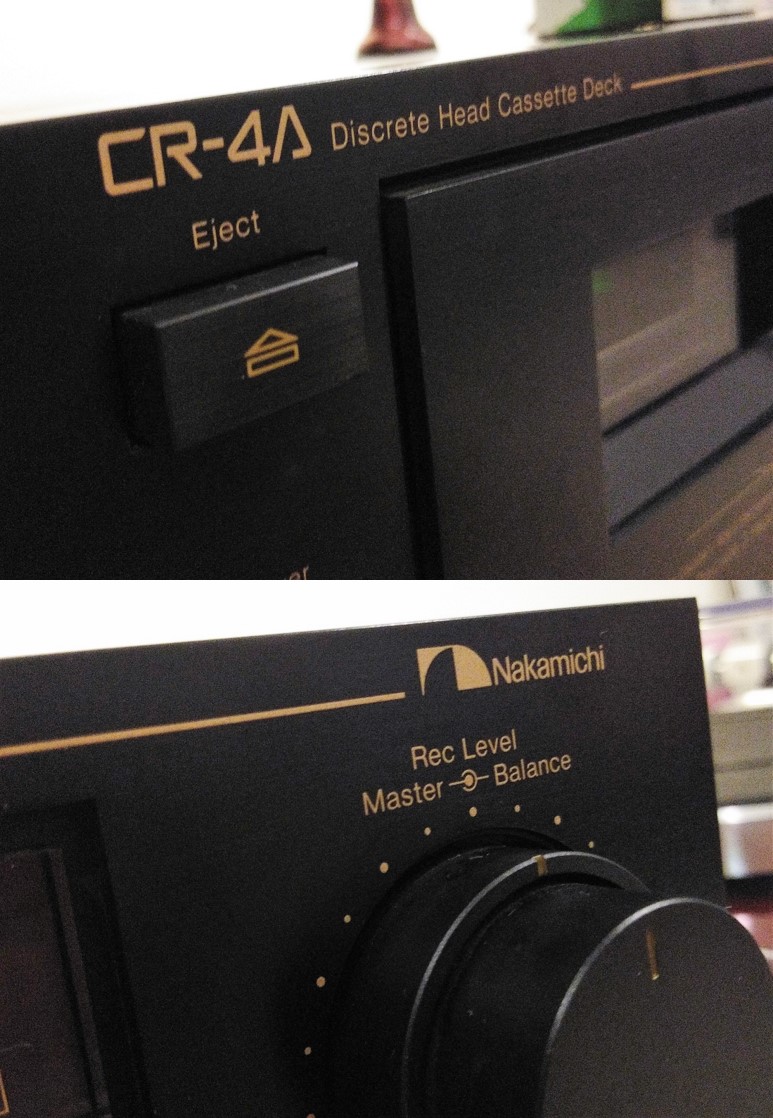 CR-4A Discrete Head Cassette Deck
Eject
Nakamichi
Rec Level
Master Balance